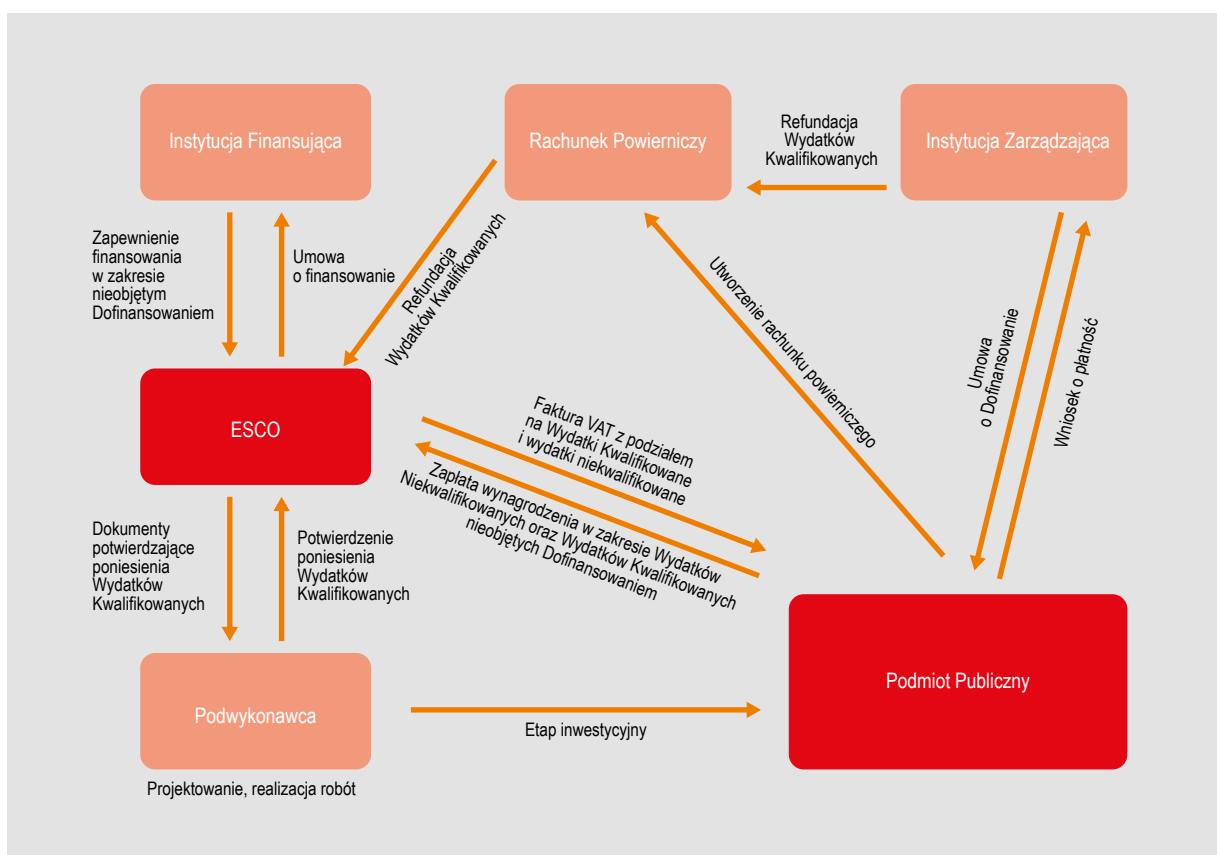 Instytucja Finansująca
Rachunek Powierniczy
Refundacja
Wydatków
Kwalifikowanych
Instytucja Zarządzająca
Zapewnienie
finansowania
w zakresie
nieobjętym
Dofinansowaniem
Umowa
o finansowanie
Refundacja
Wydatków Kwalifikowanych
Utworzenie rachunku powierniczego
Umowa
o Dofinansowanie
Wniosek o płatność
ESCO
Faktura VAT z podziałem
na Wydatki Kwalifikowane
i wydatki niekwalifikowane
Zapłata wynagrodzenia w zakresie Wydatków
Niekwalifikowanych oraz Wydatków Kwalifikowanych
nieobjętych Dofinansowaniem
Dokumenty
potwierdzające
poniesienia
Wydatków
Kwalifikowanych
Potwierdzenie
poniesienia
Wydatków
Kwalifikowanych
Podwykonawca
Etap inwestycyjny
Podmiot Publiczny
Projektowanie, realizacja robót